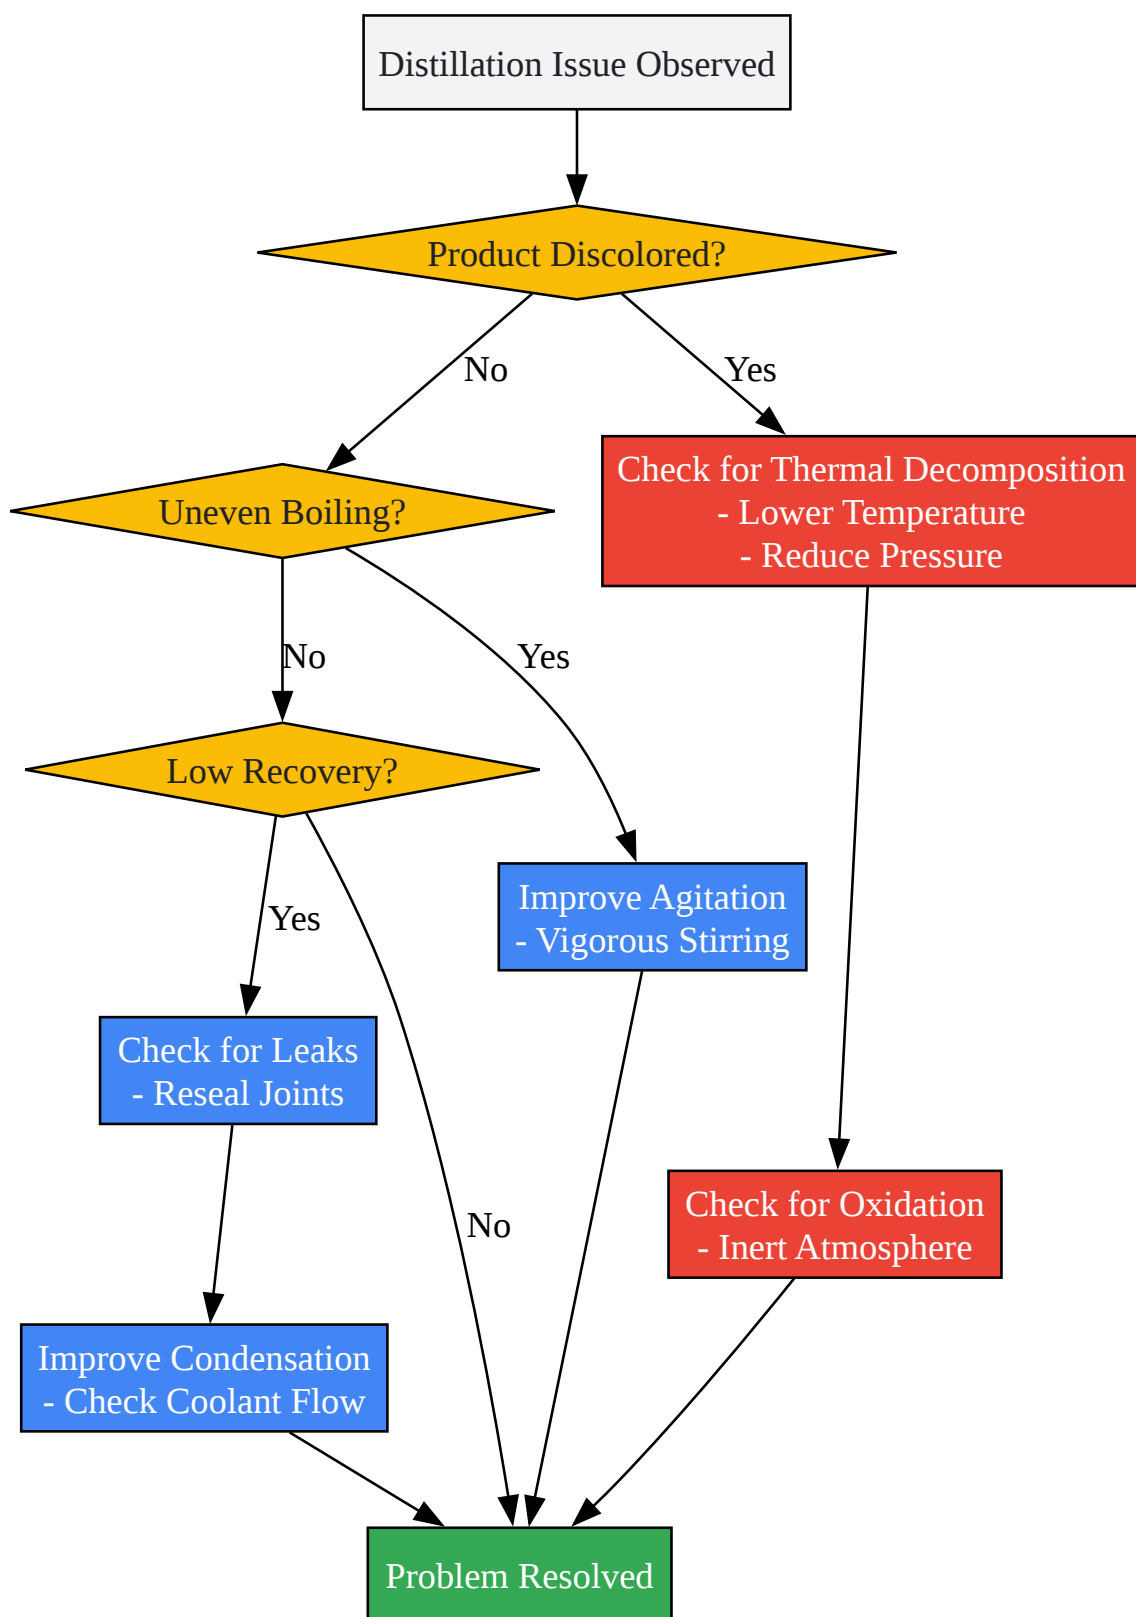 Distillation Issue Observed
Product Discolored?
No
Yes
Check for Thermal Decomposition
- Lower Temperature
- Reduce Pressure
Uneven Boiling?
No
Yes
Low Recovery?
Improve Agitation
- Vigorous Stirring
Yes
Check for Leaks
- Reseal Joints
No
Check for Oxidation
- Inert Atmosphere
Improve Condensation
- Check Coolant Flow
Problem Resolved